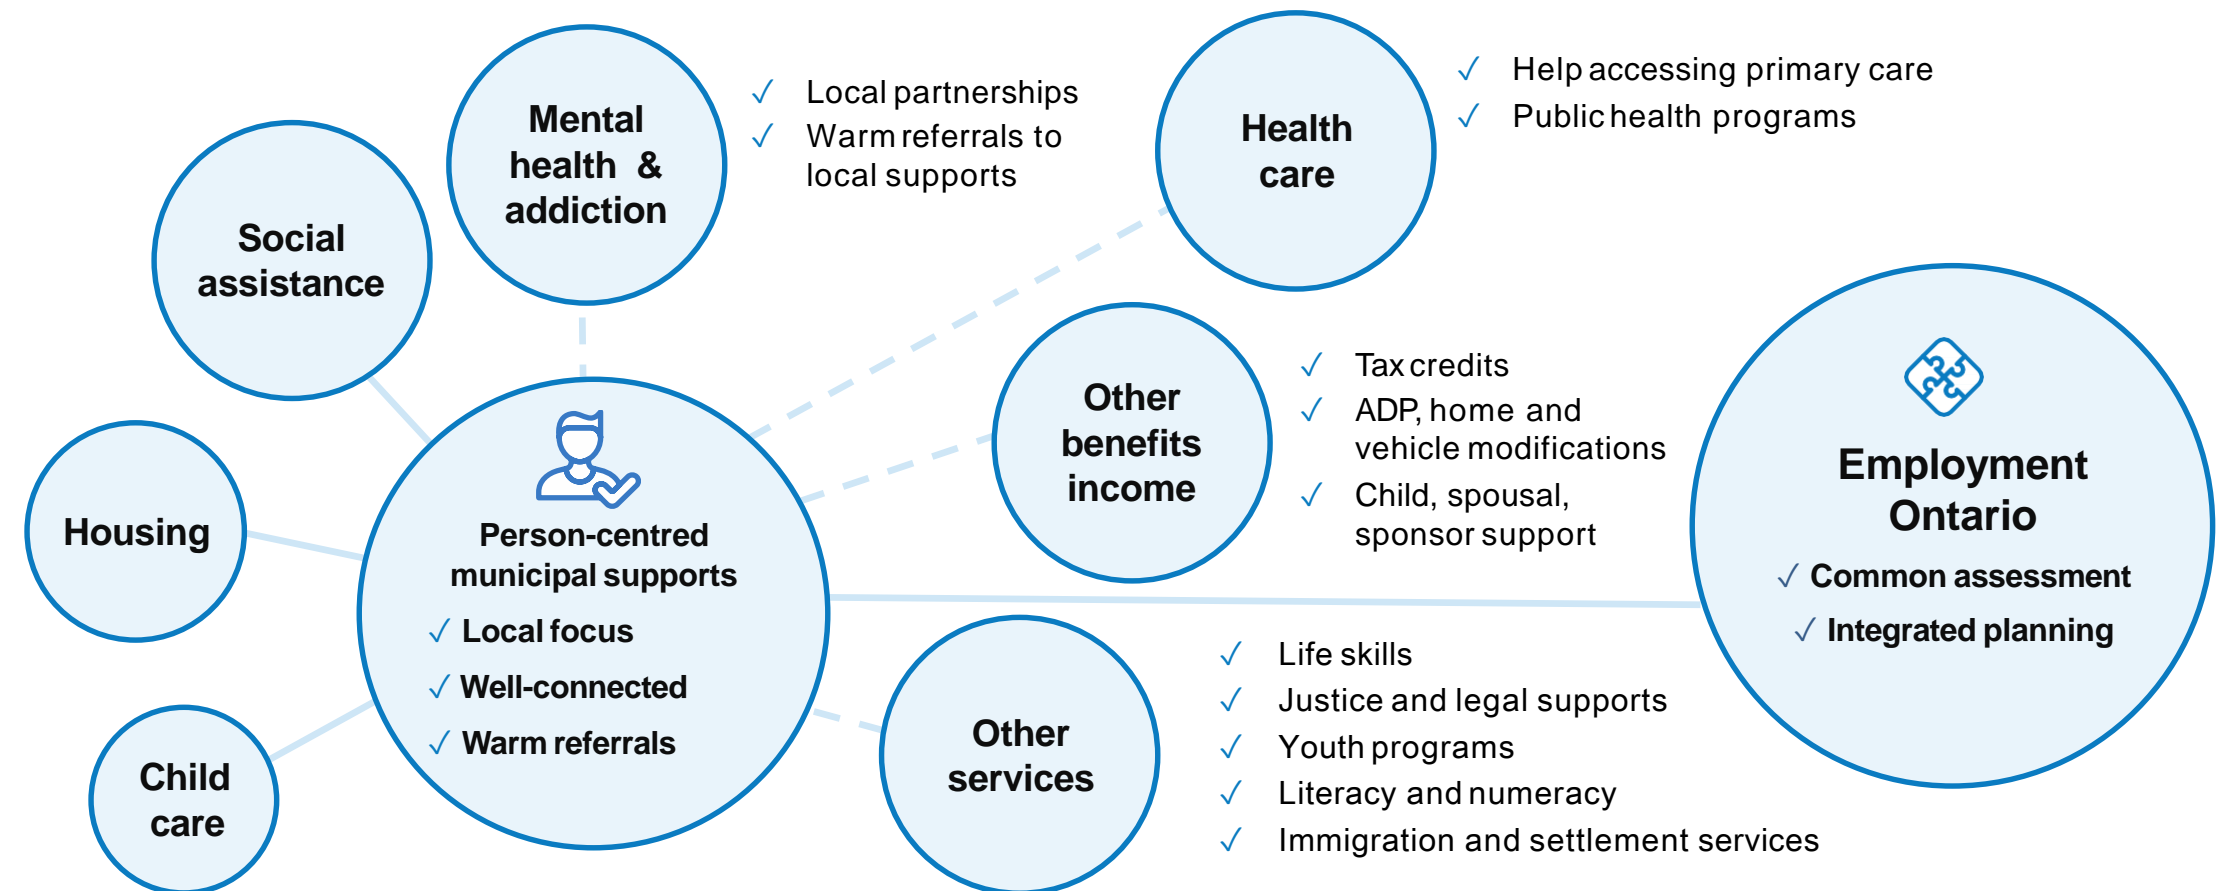 Mental
health & 
addiction
✓ Local partnerships
✓ Warm referrals to
local supports
Health
care
✓ Help accessing primary care
✓ Public health programs
Social
assistance
Other
benefits
income
✓ Tax credits
✓ ADP, home and
vehicle modifications
✓ Child, spousal,
sponsor support
Employment
Ontario
✓ Common assessment
✓ Integrated planning
Housing
Person-centred
municipal supports
✓ Local focus
✓ Well-connected
✓ Warm referrals
Child
care
Other
services
✓ Life skills
✓ Justice and legal supports
✓ Youth programs
✓ Literacy and numeracy
✓ Immigration and settlement services